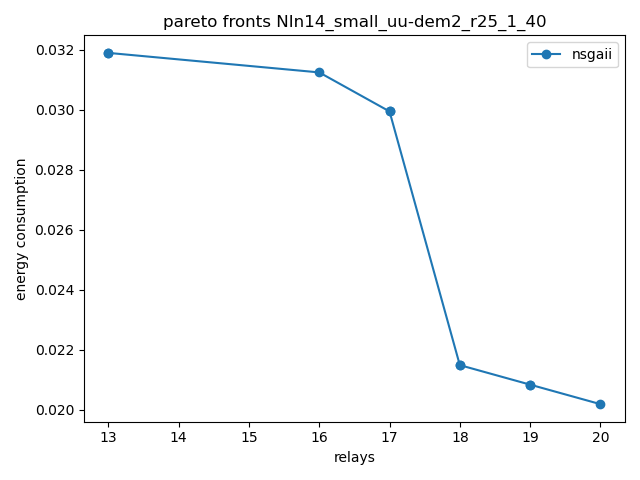 pareto fronts NIn14_small_uu-dem2_r25_1_40
nsgaii
energy consumption
0.032
0.030
0.028
0.026
0.024
0.022
0.020
13 14 15 16 17 18 19 20
relays